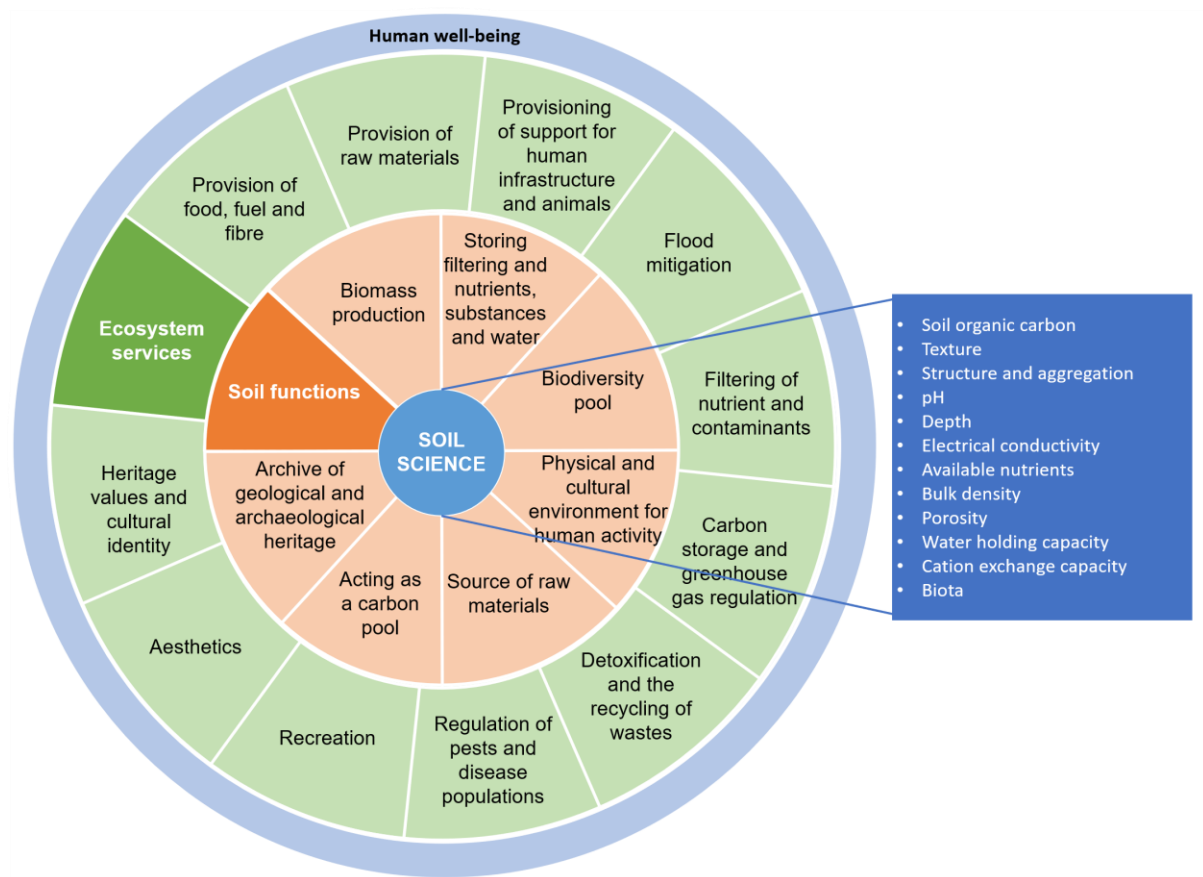 Human well-being
Provisioning
of support for
human
infrastructure
and animals
Provision of
raw materials
Provision of
food, fuel and
fibre
Flood
mitigation
Storing
filtering and
nutrients,
substances
and water
Biomass
production
Ecosystem
services
Soil functions
Biodiversity
pool
Filtering of
nutrient and
contaminants
SOIL
SCIENCE
Archive of
geological and
archaeological
heritage
Physical and
cultural
environment for
human activity
Heritage
values and
cultural
identity
Carbon
storage and
greenhouse
gas regulation
Acting as
a carbon
pool
Source of raw
materials
Aesthetics
Detoxification
and the
recycling of
wastes
Recreation
Regulation of
pests and
disease
populations
• Soil organic carbon
• Texture
• Structure and aggregation
• pH
• Depth
• Electrical conductivity
• Available nutrients
• Bulk density
• Porosity
• Water holding capacity
• Cation exchange capacity
• Biota